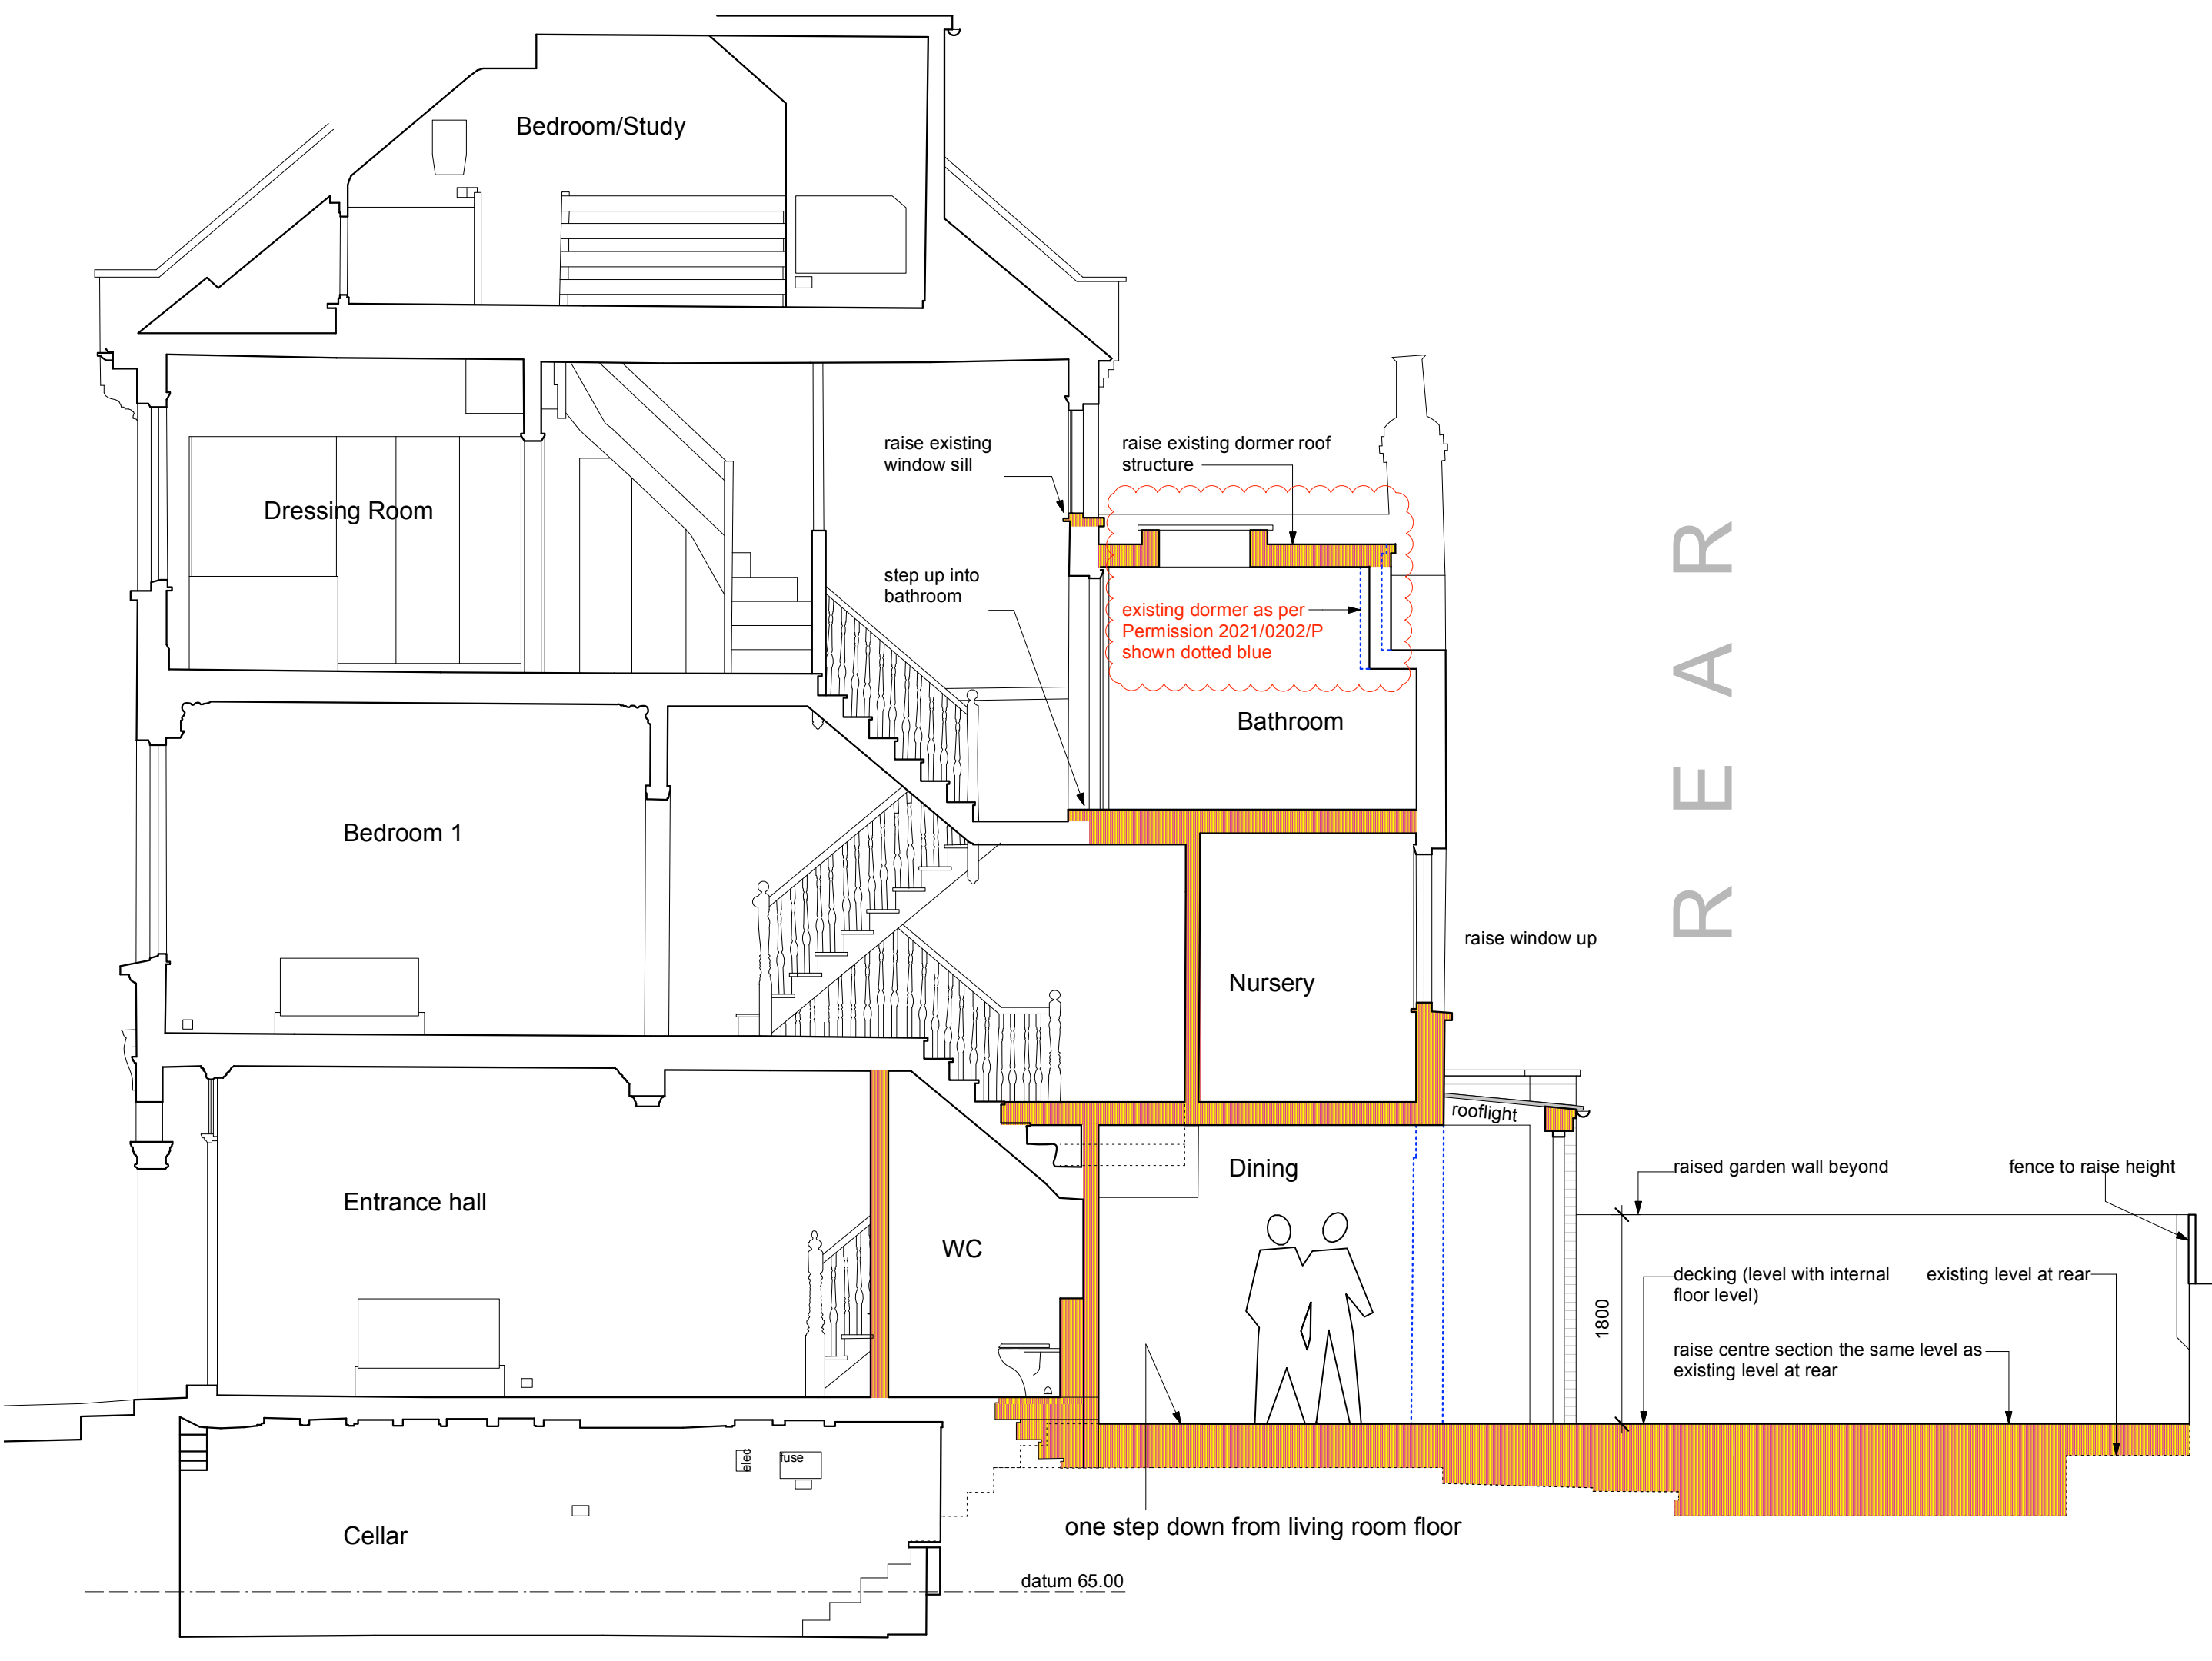 Bedroom/Study
raise existing
window sill
raise existing dormer roof
structure
Dressing Room
step up into
bathroom
existing dormer as per
Permission 2021/0202/P
shown dotted blue
REAR
Bathroom
Bedroom 1
raise window up
Nursery
rooflight
Dining
raised garden wall beyond
fence to raise height
Entrance hall
WC
decking (level with internal
floor level)
existing level at rear
1800
raise centre section the same level as
existing level at rear
elec
fuse
one step down from living room floor
Cellar
datum 65.00